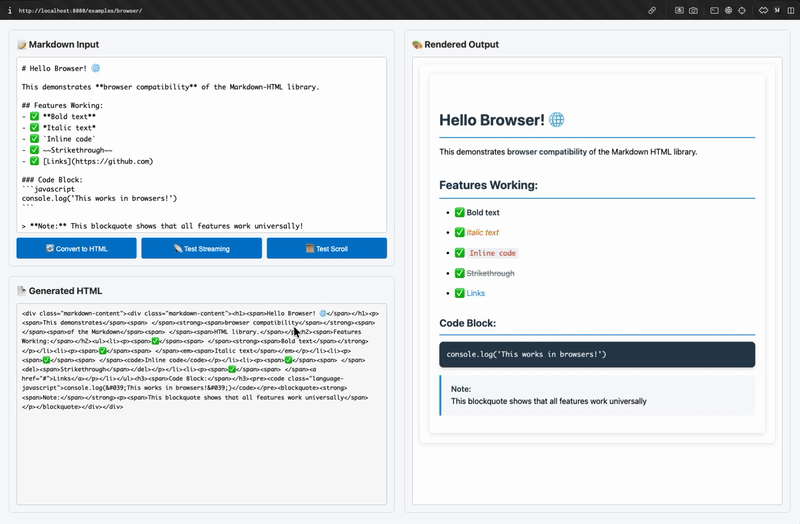 http://localhost:8080/examples/browser/
📝 Markdown Input
# Hello Browser! 🌐
This demonstrates **browser compatibility** of the Markdown-HTML library.
## Features Working:
- ✅ **Bold text**
- ✅ *Italic text*
- ✅ `Inline code`
- ✅ ~~Strikethrough~~
- ✅ [Links](https://github.com)
### Code Block:
```javascript
console.log('This works in browsers!')
```
> **Note:** This blockquote shows that all features work universally!
Convert to HTML
Test Streaming
Test Scroll
Generated HTML
<div class="markdown-content"><div class="markdown-content"><h1><span>Hello Browser! 🌐</span></h1><p>
<span>This demonstrates</span><span> </span><strong><span>browser compatibility</span></strong><span>
</span><span>of the Markdown</span><span> </span><span>HTML library.</span></p><h2><span>Features
Working:</span></h2><ul><li><p><span>✅</span><span> </span><strong><span>Bold text</span></strong>
</p></li><li><p><span>✅</span><span> </span><em><span>Italic text</span></em></p></li><li><p>
<span>✅</span><span> </span><code>Inline code</code></p></li><li><p><span>✅</span><span> </span>
<del><span>Strikethrough</span></del></p></li><li><p><span>✅</span><span> </span><a
href="#">Links</a></p></li></ul><h3><span>Code Block:</span></h3><pre><code class="language-
javascript">console.log(&#039;This works in browsers!&#039;)</code></pre><blockquote><strong>
<span>Note:</span></strong><p><span>This blockquote shows that all features work universally</span>
</p></blockquote></div></div>
🎨 Rendered Output
Hello Browser! 🌐
This demonstrates browser compatibility of the Markdown HTML library.
Features Working:
• ✅ Bold text
• ✅ Italic text
• ✅ Inline code
• ✅ Strikethrough
• ✅ Links
Code Block:
console.log('This works in browsers!')
Note:
This blockquote shows that all features work universally